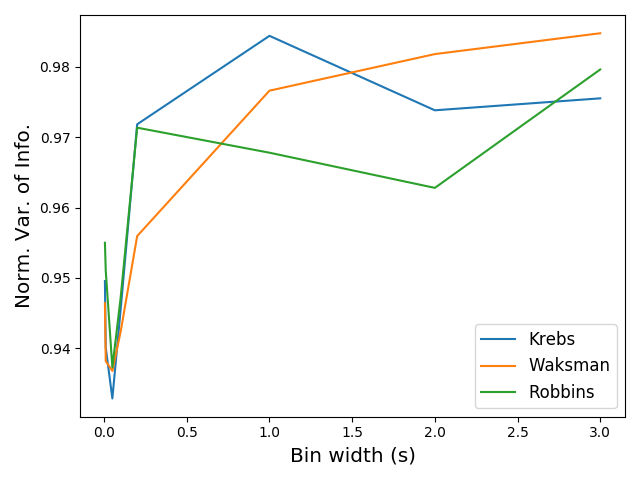 0.98
0.97
0.96
0.95
0.94
Norm. Var. of Info.
Krebs
Waksman
Robbins
0.0 0.5 1.0 1.5 2.0 2.5 3.0
Bin width (s)